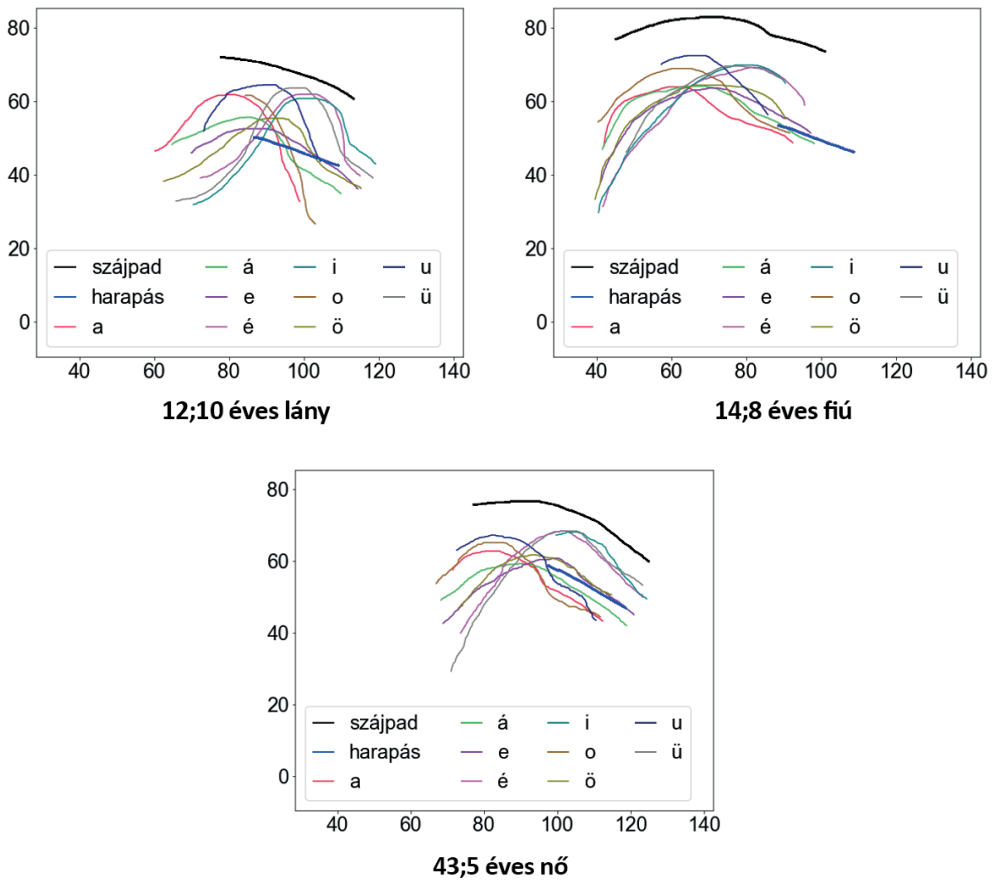 80
60
40
20
0
szájpad á i u
harapás e o ü
a é ö
40 60 80 100 120 140
12;10 éves lány
80
60
40
20
0
szájpad á i u
harapás e o ü
a é ö
40 60 80 100 120 140
14;8 éves fiú
80
60
40
20
0
szájpad á i u
harapás e o ü
a é ö
40 60 80 100 120 140
43;5 éves nő